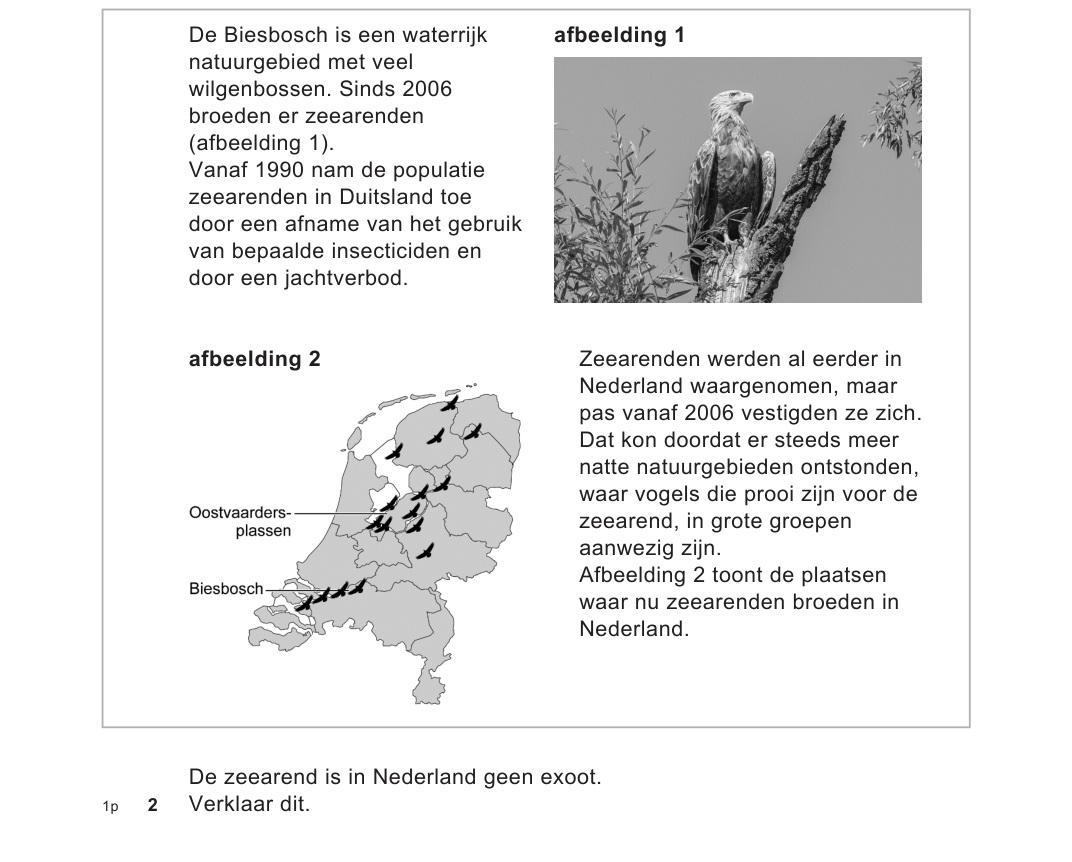 De Biesbosch is een waterrijk
natuurgebied met veel
wilgenbossen. Sinds 2006
broeden er zeearenden
(afbeelding 1).
Vanaf 1990 nam de populatie
zeearenden in Duitsland toe
door een afname van het gebruik
van bepaalde insecticiden en
door een jachtverbod.
afbeelding 1
afbeelding 2
Oostvaarders-
plassen
Biesbosch
Zeearenden werden al eerder in
Nederland waargenomen, maar
pas vanaf 2006 vestigden ze zich.
Dat kon doordat er steeds meer
natte natuurgebieden ontstonden,
waar vogels die prooi zijn voor de
zeearend, in grote groepen
aanwezig zijn.
Afbeelding 2 toont de plaatsen
waar nu zeearenden broeden in
Nederland.
De zeearend is in Nederland geen exoot.
1p 2 Verklaar dit.